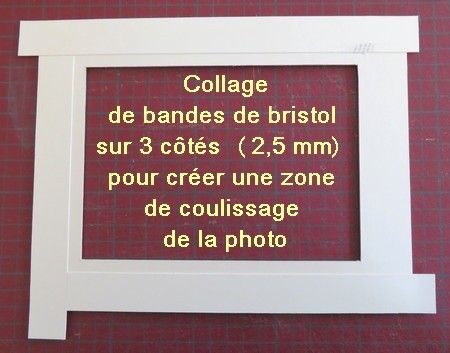 Collage
de bandes de bristol
sur 3 côtés ( 2,5 mm)
pour créer une zone
de coulissage
de la photo